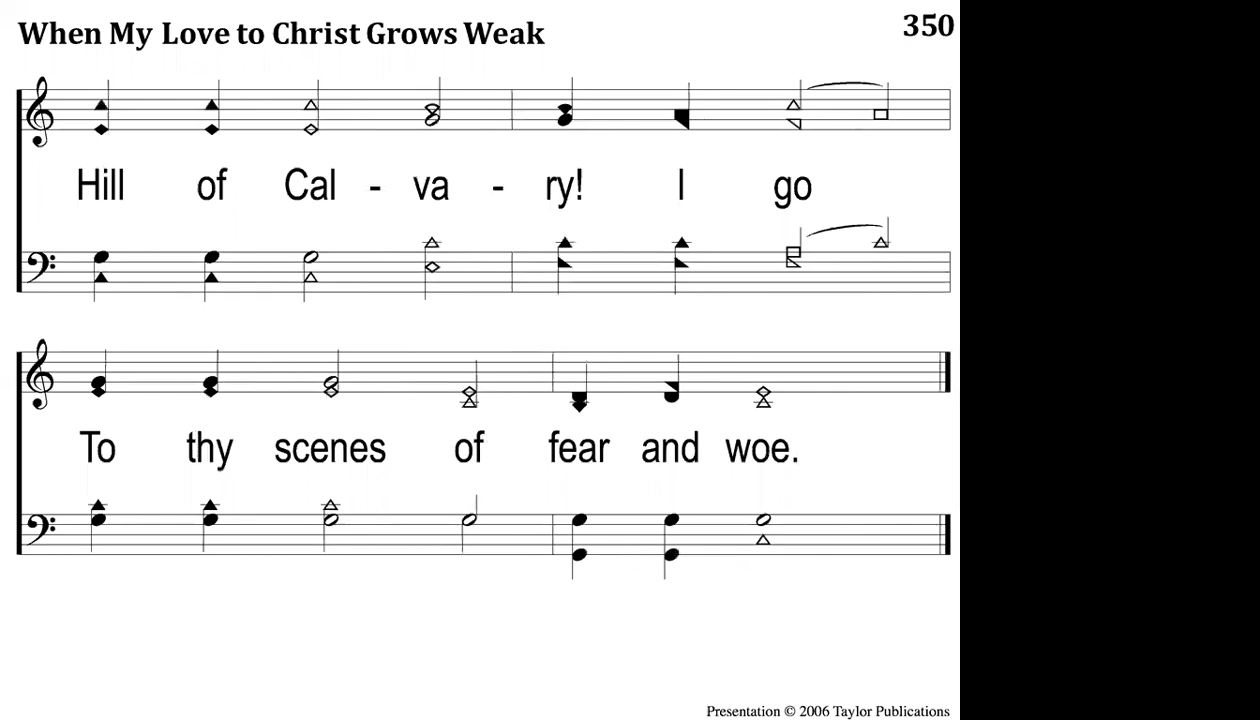 When My Love to Christ Grows Weak
350
Hill of Cal - va - ry! I go
To thy scenes of fear and woe.
Presentation © 2006 Taylor Publications